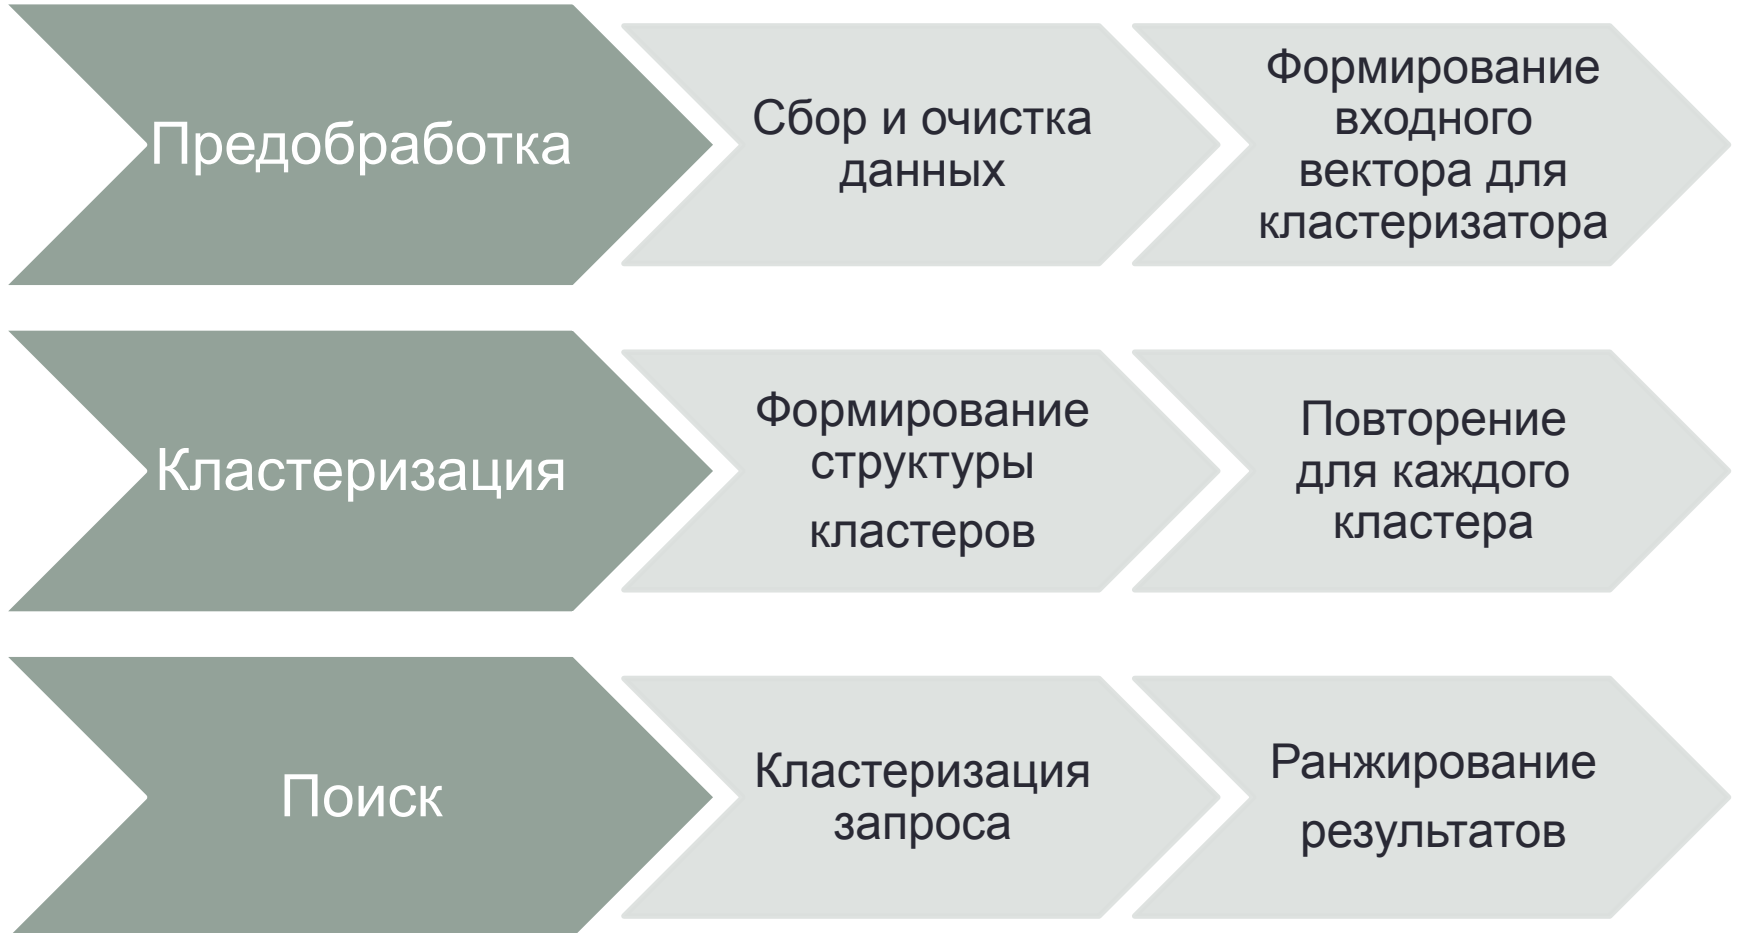 Предобработка
Сбор и очистка
данных
Формирование
входного
вектора для
кластеризатора
Кластеризация
Формирование
структуры
кластеров
Повторение
для каждого
кластера
Поиск
Кластеризация
запроса
Ранжирование
результатов